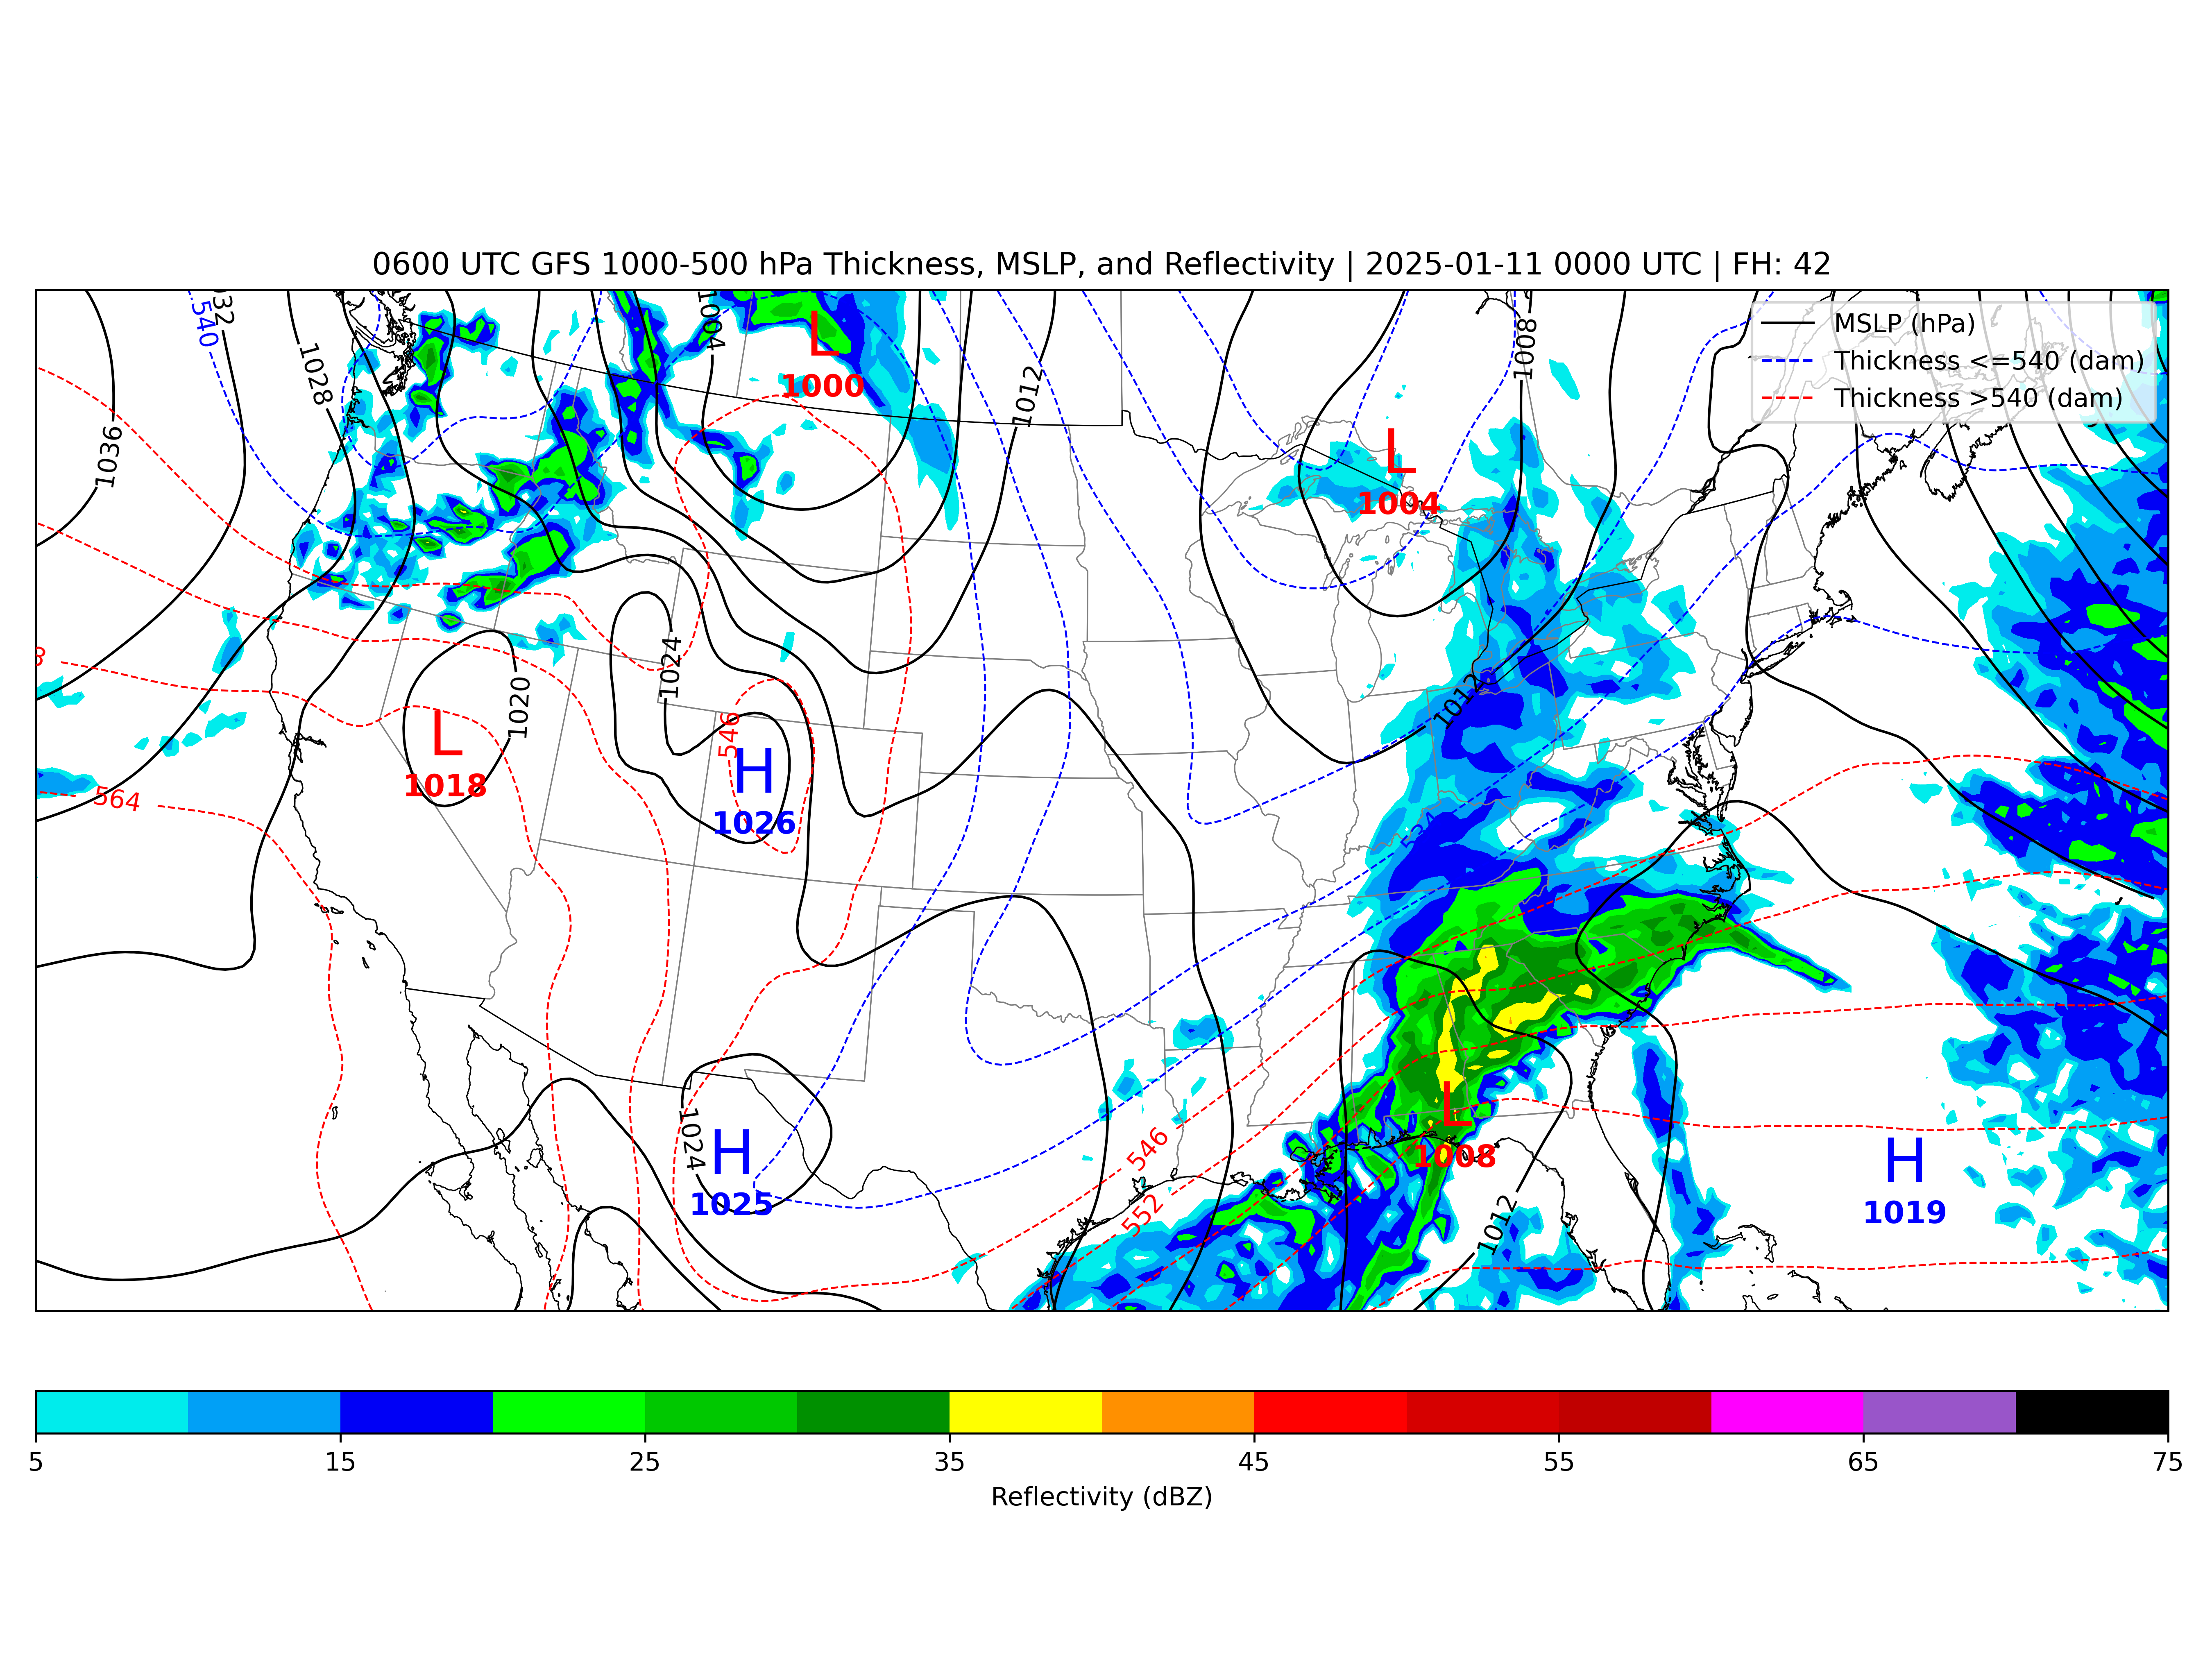 0600 UTC GFS 1000-500 hPa Thickness, MSLP, and Reflectivity | 2025-01-11 0000 UTC | FH: 42
MSLP (hPa)
Thickness <=540 (dam)
Thickness >540 (dam)
540
1028
1004
1008
L
1000
1012
1036
L
1004
1024
1020
1012
L
1018
546
H
1026
564
534
L
1008
1024
H
1025
546
552
1012
H
1019
5
15
25
35
45
55
65
75
Reflectivity (dBZ)